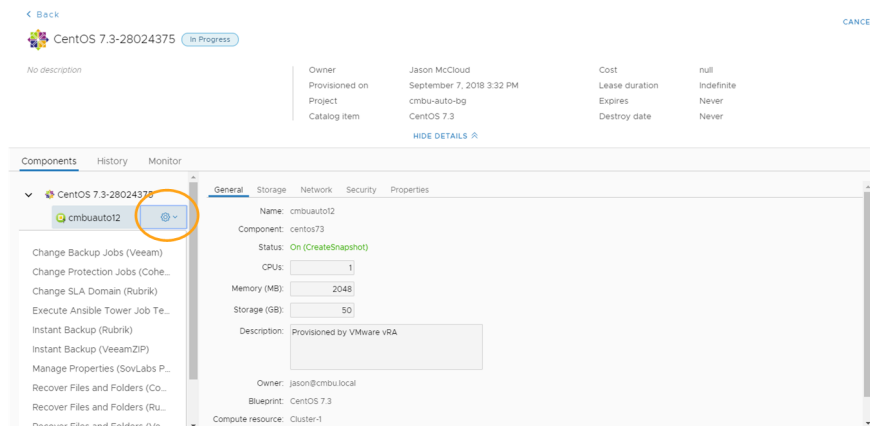 Back
CANCE
CentOS 7.3-28024375 In Progress
No description
Owner Jason McCloud Cost null
Provisioned on September 7, 2018 3:32 PM Lease duration Indefinite
Project cmbu-auto-bg Expires Never
Catalog item CentOS 7.3 Destroy date Never
HIDE DETAILS
Components History Monitor
CentOS 7.3-28024375
cmbuauto12
Change Backup Jobs (Veeam)
Change Protection Jobs (Cohe...
Change SLA Domain (Rubrik)
Execute Ansible Tower Job Te...
Instant Backup (Rubrik)
Instant Backup (VeeamZIP)
Manage Properties (SovLabs P...
Recover Files and Folders (Co...
Recover Files and Folders (Ru...
Recover Files and Folders (Ve...
General Storage Network Security Properties
Name: cmbuauto12
Component: centos73
Status: On (CreateSnapshot)
CPUs: 1
Memory (MB): 2048
Storage (GB): 50
Description: Provisioned by VMware vRA
Owner: jason@cmbu.local
Blueprint: CentOS 7.3
Compute resource: Cluster-1